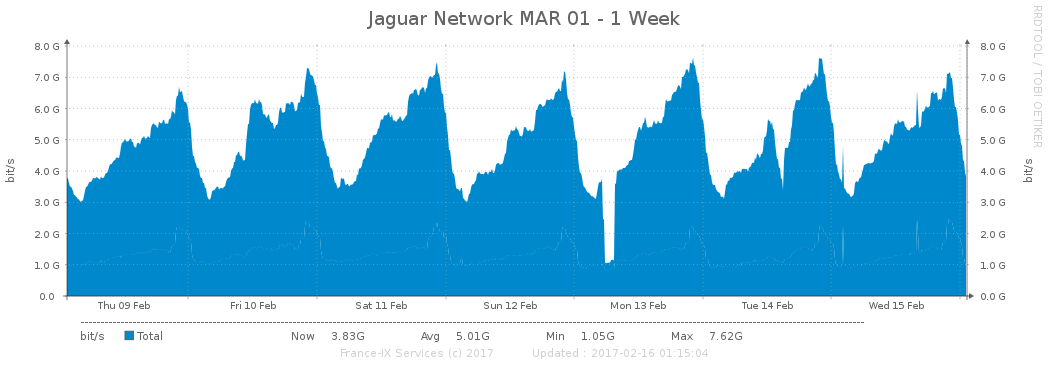 Jaguar Network MAR 01 - 1 Week
RRDTOOL / TOBI OETIKER
bit/s
8.0 G 8.0 G
7.0 G 7.0 G
6.0 G 6.0 G
5.0 G 5.0 G
4.0 G 4.0 G
3.0 G 3.0 G
2.0 G 2.0 G
1.0 G 1.0 G
0.0 0.0 G
bit/s
Thu 09 Feb Fri 10 Feb Sat 11 Feb Sun 12 Feb Mon 13 Feb Tue 14 Feb Wed 15 Feb
bit/s Total Now 3.83G Avg 5.01G Min 1.05G Max 7.62G
France-IX Services (c) 2017 Updated : 2017-02-16 01:15:04